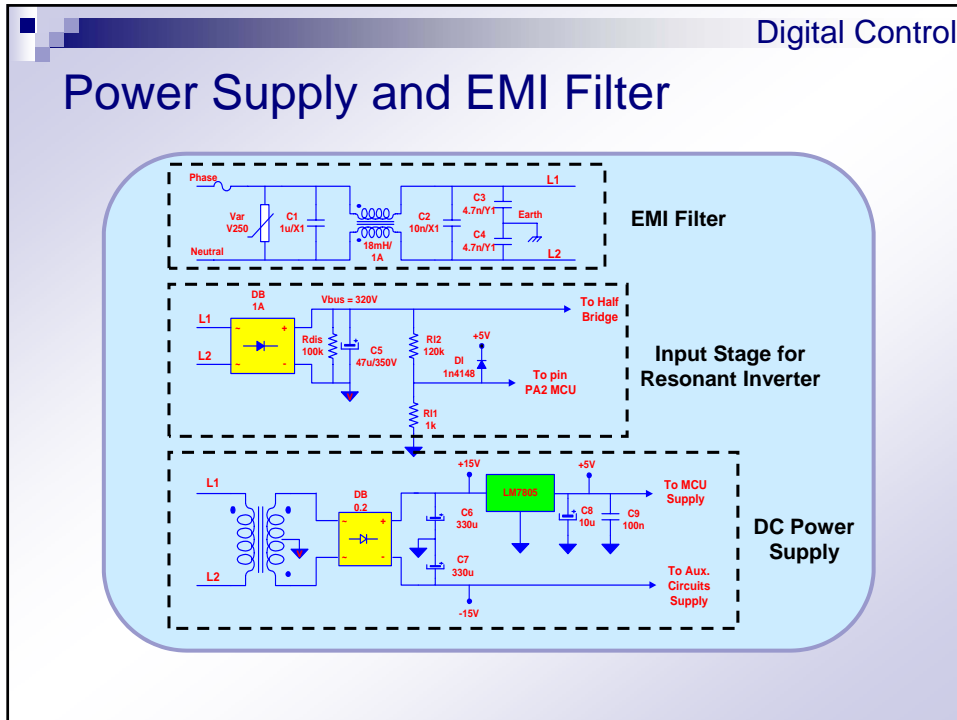 Digital Control
Power Supply and EMI Filter
Phase
Var
V250
C1
1u/X1
18mH/
1A
C2
10n/X1
C3
4.7n/Y1
C4
4.7n/Y1
Earth
L1
L2
Neutral
EMI Filter
DB
1A
L1
L2
~
~
+
-
Vbus = 320V
Rdis
100k
C5
47u/350V
+
RI2
120k
RI1
1k
+5V
DI
1n4148
To Half
Bridge
To pin
PA2 MCU
Input Stage for
Resonant Inverter
L1
L2
DB
0.2
~
~
+
-
+15V
C6
330u
+
C7
330u
+
-15V
LM7805
+5V
C8
10u
+
C9
100n
To MCU
Supply
To Aux.
Circuits
Supply
DC Power
Supply